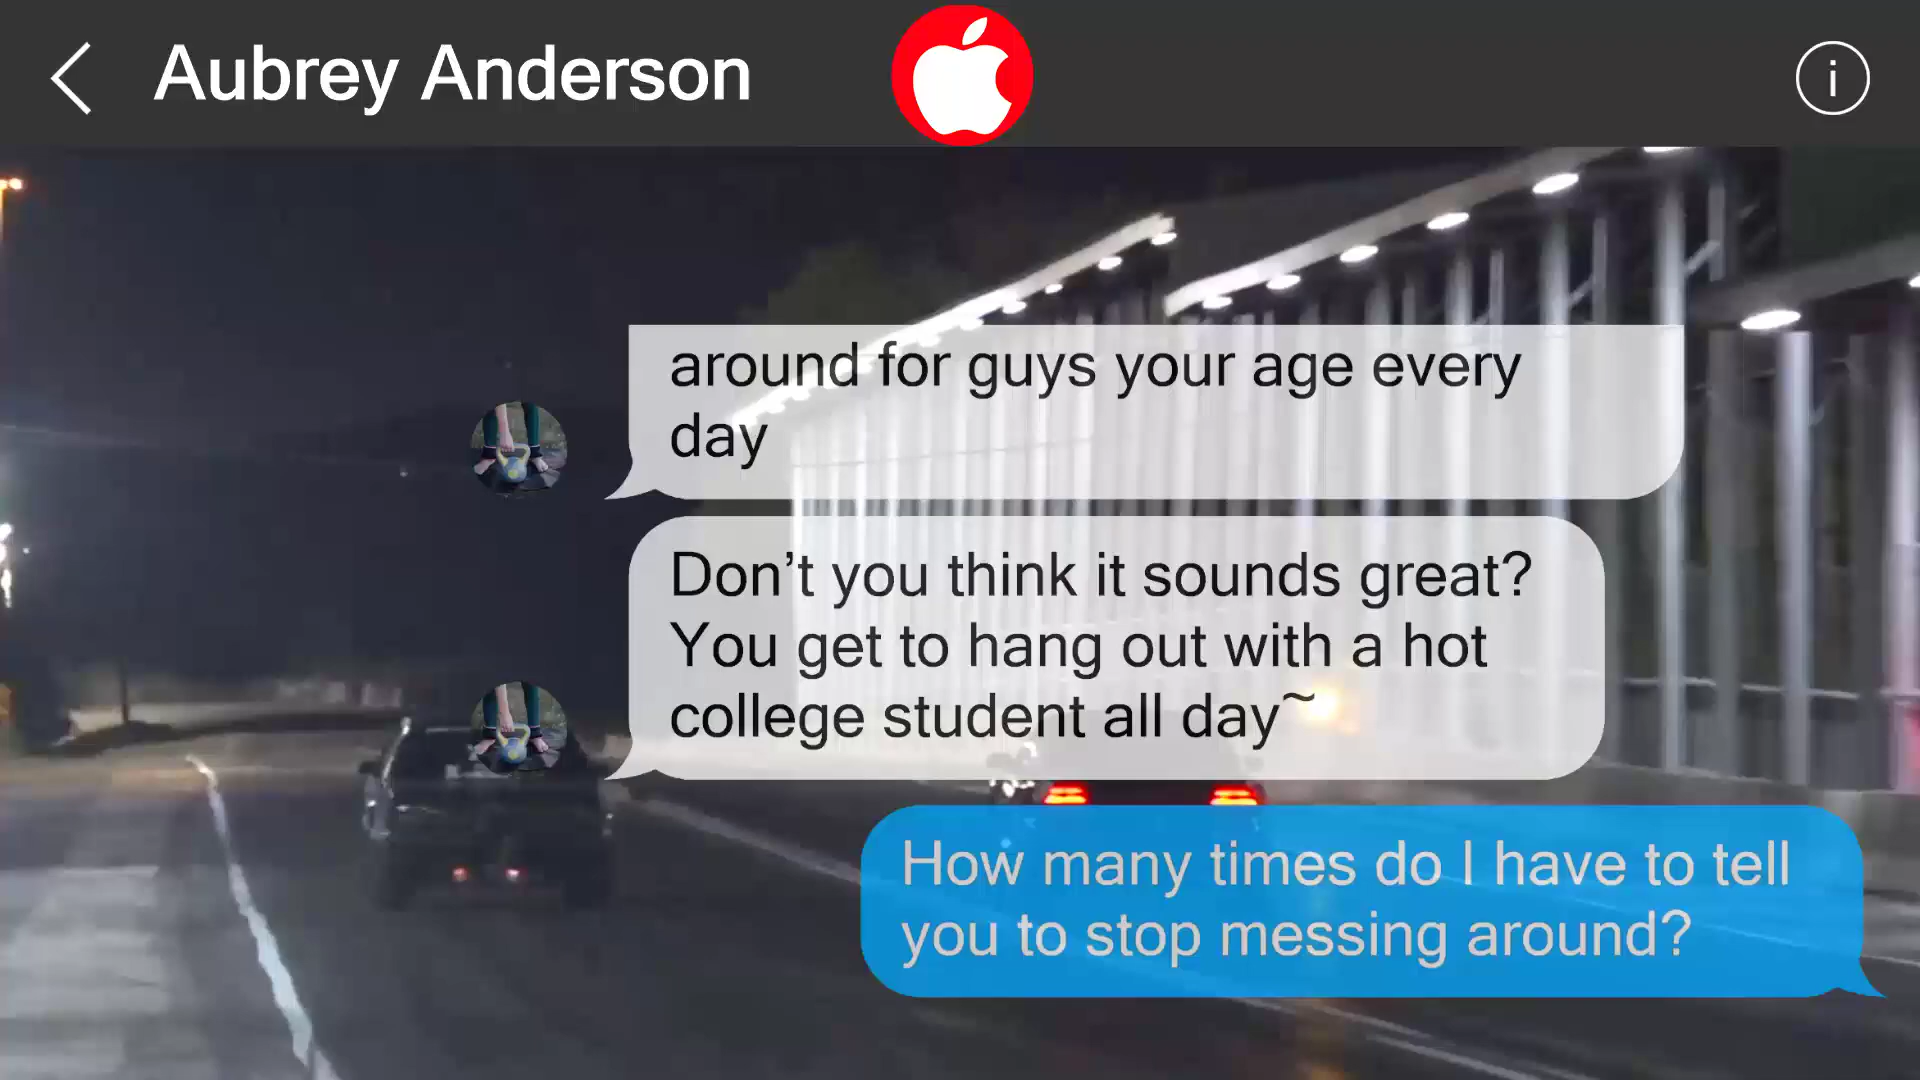 Aubrey Anderson
around for guys your age every
day
Don’t you think it sounds great?
You get to hang out with a hot
college student all day~
How many times do I have to tell
you to stop messing around?